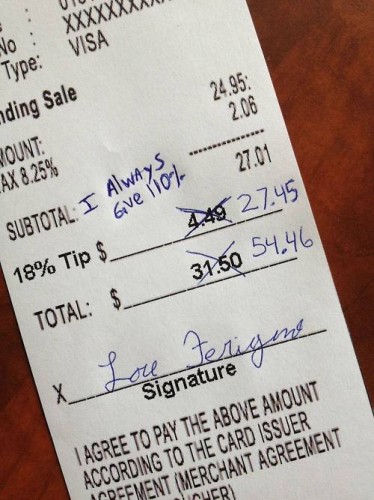 No : XXXXXXXXXX
Type: VISA
nding Sale
MOUNT: 24.95:
AX 8.25% 2.06
SUBTOTAL: 27.01
I Always
Give 110%
18% Tip $ 4.49 27.45
TOTAL: $ 31.50 54.46
X Lou Ferigno
Signature
I AGREE TO PAY THE ABOVE AMOUNT
ACCORDING TO THE CARD ISSUER
AGREEMENT (MERCHANT AGREEMENT